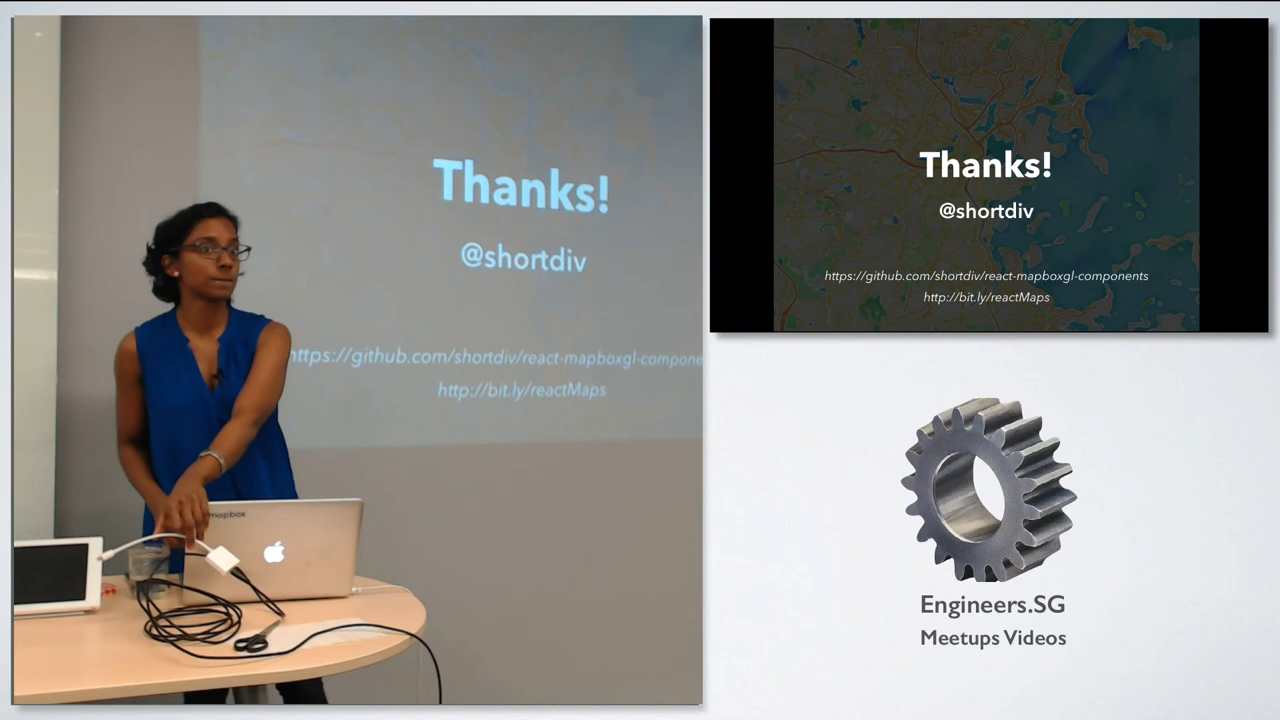 Thanks!
@shortdiv
https://github.com/shortdiv/react-mapboxgl-compone
http://bit.ly/reactMaps
mapbox
Thanks!
@shortdiv
https://github.com/shortdiv/react-mapboxgl-components
http://bit.ly/reactMaps
Engineers.SG
Meetups Videos